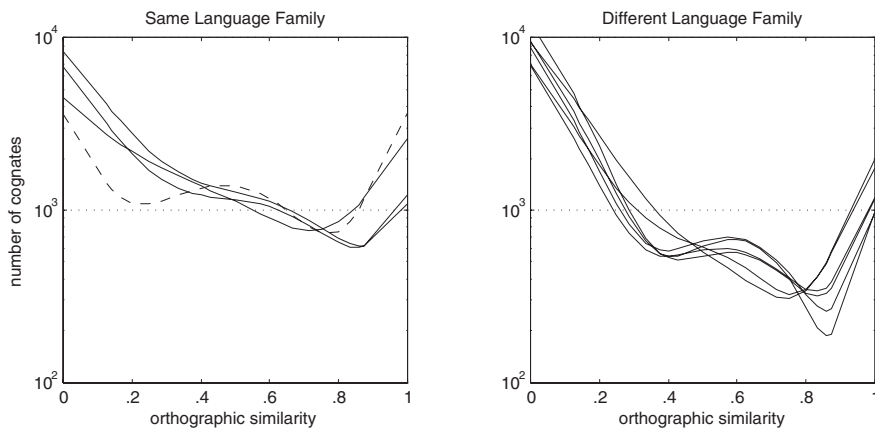 Same Language Family
10^4
10^3
10^2
number of cognates
0 .2 .4 .6 .8 1
orthographic similarity
Different Language Family
10^4
10^3
10^2
0 .2 .4 .6 .8 1
orthographic similarity